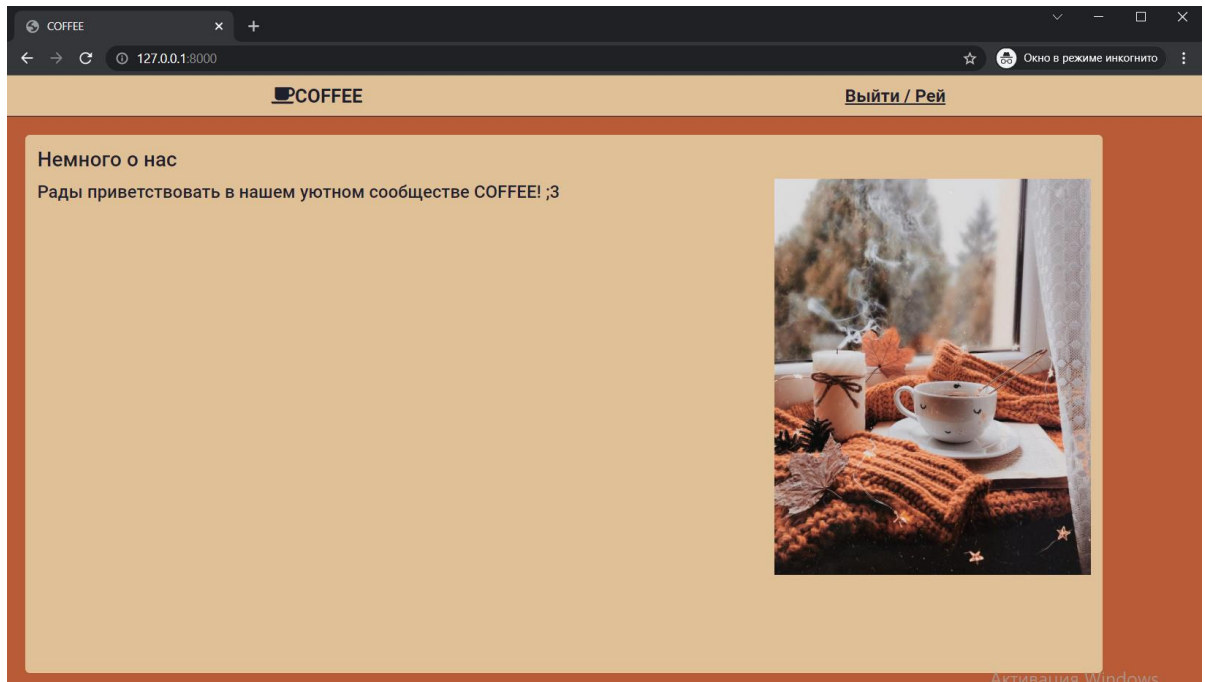 COFFEE
127.0.0.1:8000
Окно в режиме инкогнито
COFFEE
Выйти / Рей
Немного о нас
Рады приветствовать в нашем уютном сообществе COFFEE! ;3
Активация Windows